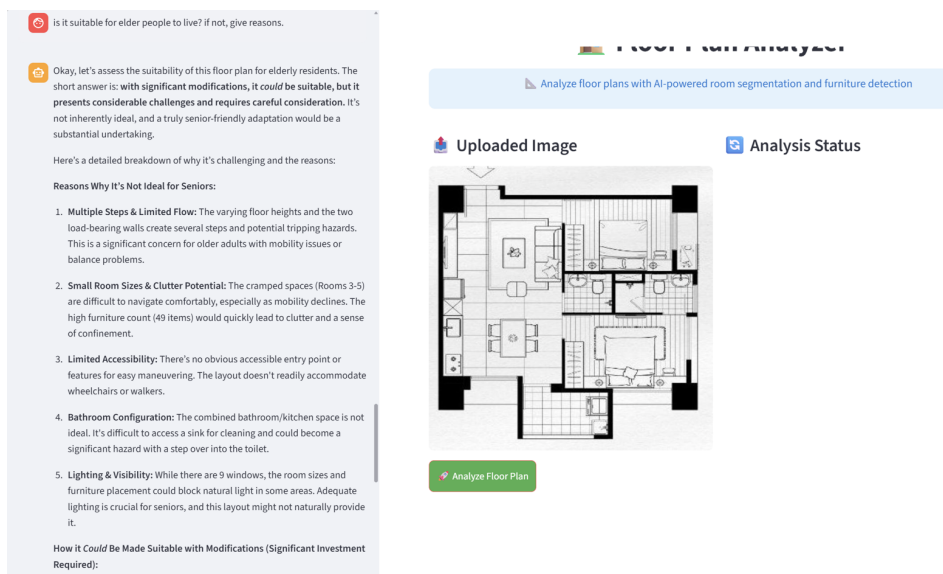 is it suitable for elder people to live? if not, give reasons.
Okay, let's assess the suitability of this floor plan for elderly residents. The
short answer is: with significant modifications, it could be suitable, but it
presents considerable challenges and requires careful consideration. It's
not inherently ideal, and a truly senior-friendly adaptation would be a
substantial undertaking.
Here's a detailed breakdown of why it's challenging and the reasons:
Reasons Why It's Not Ideal for Seniors:
1. Multiple Steps & Limited Flow: The varying floor heights and the two
load-bearing walls create several steps and potential tripping hazards.
This is a significant concern for older adults with mobility issues or
balance problems.
2. Small Room Sizes & Clutter Potential: The cramped spaces (Rooms 3-5)
are difficult to navigate comfortably, especially as mobility declines. The
high furniture count (49 items) would quickly lead to clutter and a sense
of confinement.
3. Limited Accessibility: There's no obvious accessible entry point or
features for easy maneuvering. The layout doesn't readily accommodate
wheelchairs or walkers.
4. Bathroom Configuration: The combined bathroom/kitchen space is not
ideal. It's difficult to access a sink for cleaning and could become a
significant hazard with a step over into the toilet.
5. Lighting & Visibility: While there are 9 windows, the room sizes and
furniture placement could block natural light in some areas. Adequate
lighting is crucial for seniors, and this layout might not naturally provide
it.
How it Could Be Made Suitable with Modifications (Significant Investment
Required):
Floor Plan Analyzer
Analyze floor plans with AI-powered room segmentation and furniture detection
Uploaded Image
Analysis Status
Analyze Floor Plan